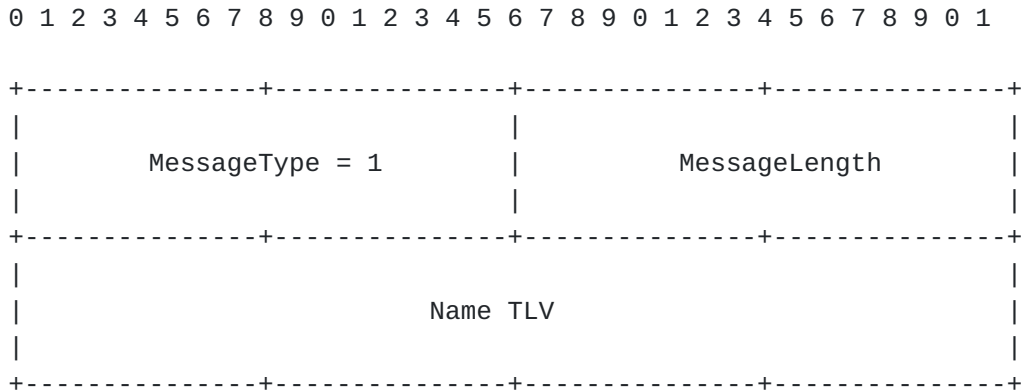 0 1 2 3 4 5 6 7 8 9 0 1 2 3 4 5 6 7 8 9 0 1 2 3 4 5 6 7 8 9 0 1
+---------------+---------------+---------------+---------------+
| | |
| MessageType = 1 | MessageLength |
| | |
+---------------+---------------+---------------+---------------+
| |
| Name TLV |
| |
+---------------+---------------+---------------+---------------+